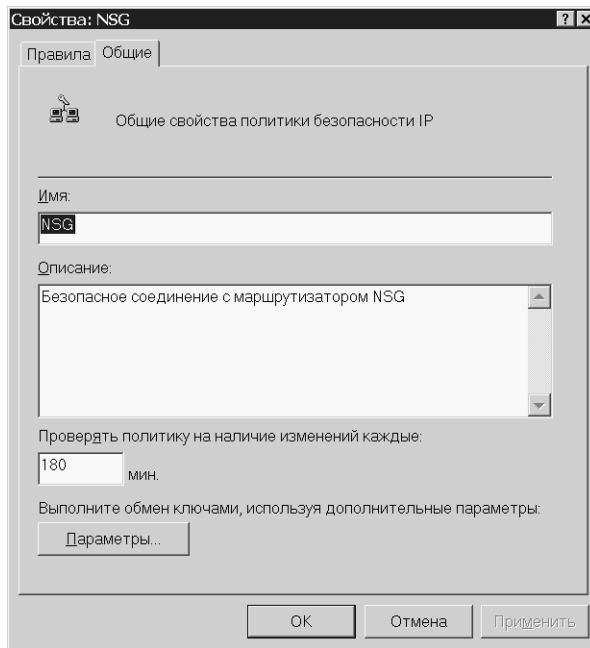 Свойства: NSG
Правила Общие
Общие свойства политики безопасности IP
Имя:
NSG
Описание:
Безопасное соединение с маршрутизатором NSG
Проверять политику на наличие изменений каждые:
180 мин.
Выполните обмен ключами, используя дополнительные параметры:
Параметры...
OK Отмена Применить